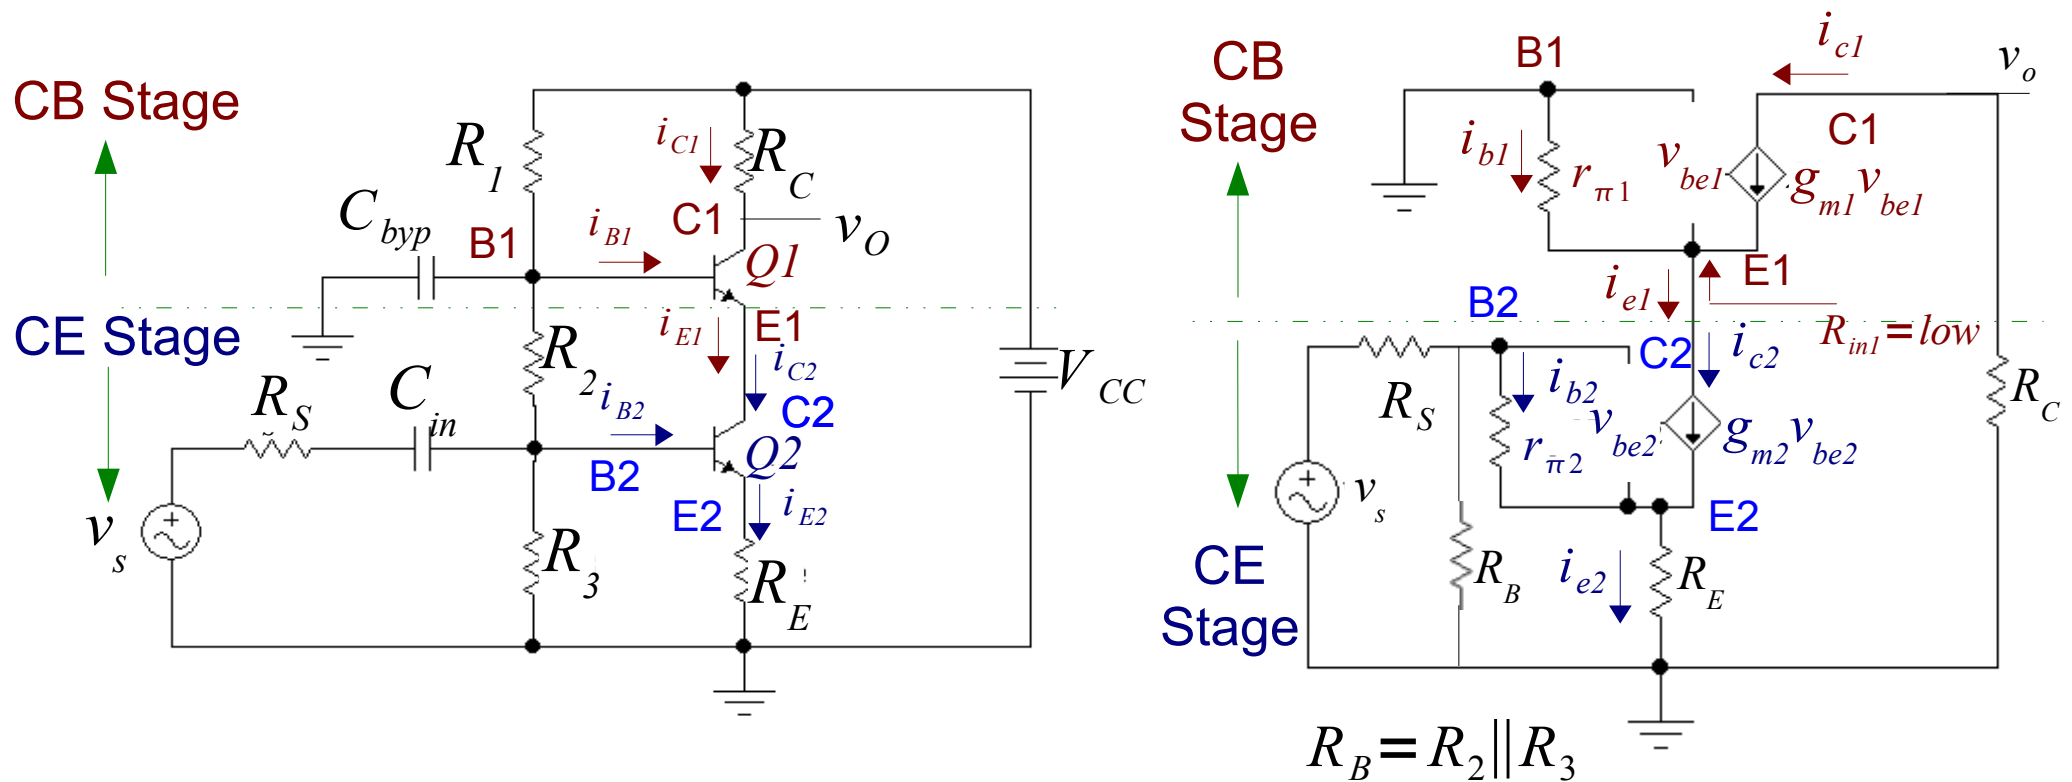 CB Stage
CE Stage
R1
RC
iC1
C1
vO
Cbyp
B1
iB1
Q1
iE1
E1
R2
iC2
C2
VCC
RS
Cin
iB2
B2
Q2
E2
iE2
vs
R3
RE
CB
Stage
B1
ic1
vo
C1
ib1
rπ1
vbe1
gm1vbe1
E1
ie1
Rin1=low
B2
C2
ic2
RS
ib2
rπ2
vbe2
gm2vbe2
RC
vs
E2
CE
Stage
RB
ie2
RE
RB=R2||R3